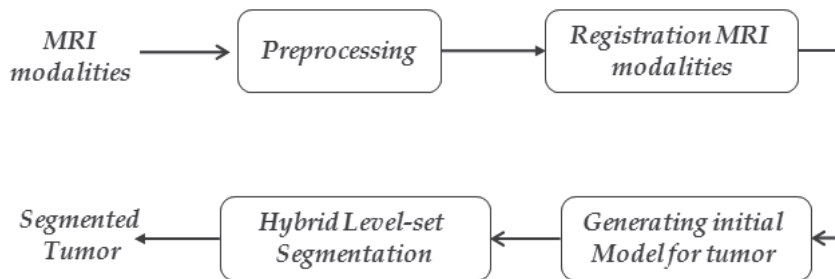 MRI
modalities
Preprocessing
Registration MRI
modalities
Generating initial
Model for tumor
Hybrid Level-set
Segmentation
Segmented
Tumor